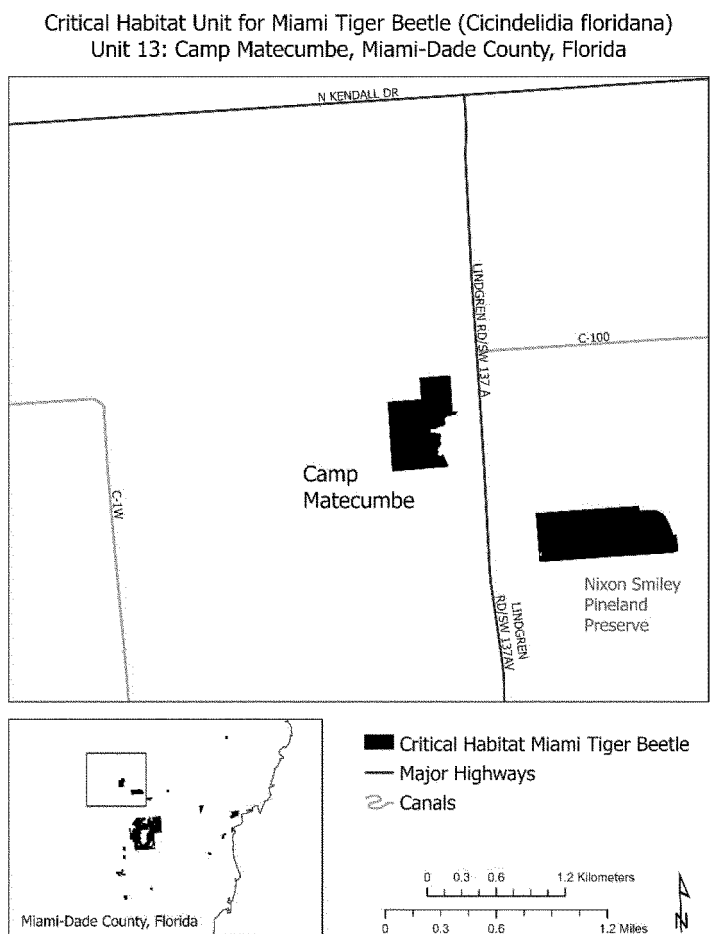 Critical Habitat Unit for Miami Tiger Beetle (Cicindelidia floridana)
Unit 13: Camp Matecumbe, Miami-Dade County, Florida
N KENDALL DR
LINDGREN RD/SW 137 A
C-100
C-1W
Camp
Matecumbe
Nixon Smiley
Pineland
Preserve
LINDGREN
RD/SW 137AV
Critical Habitat Miami Tiger Beetle
Major Highways
Canals
Miami-Dade County, Florida
0 0.3 0.6 1.2 Kilometers
0 0.3 0.6 1.2 Miles
N